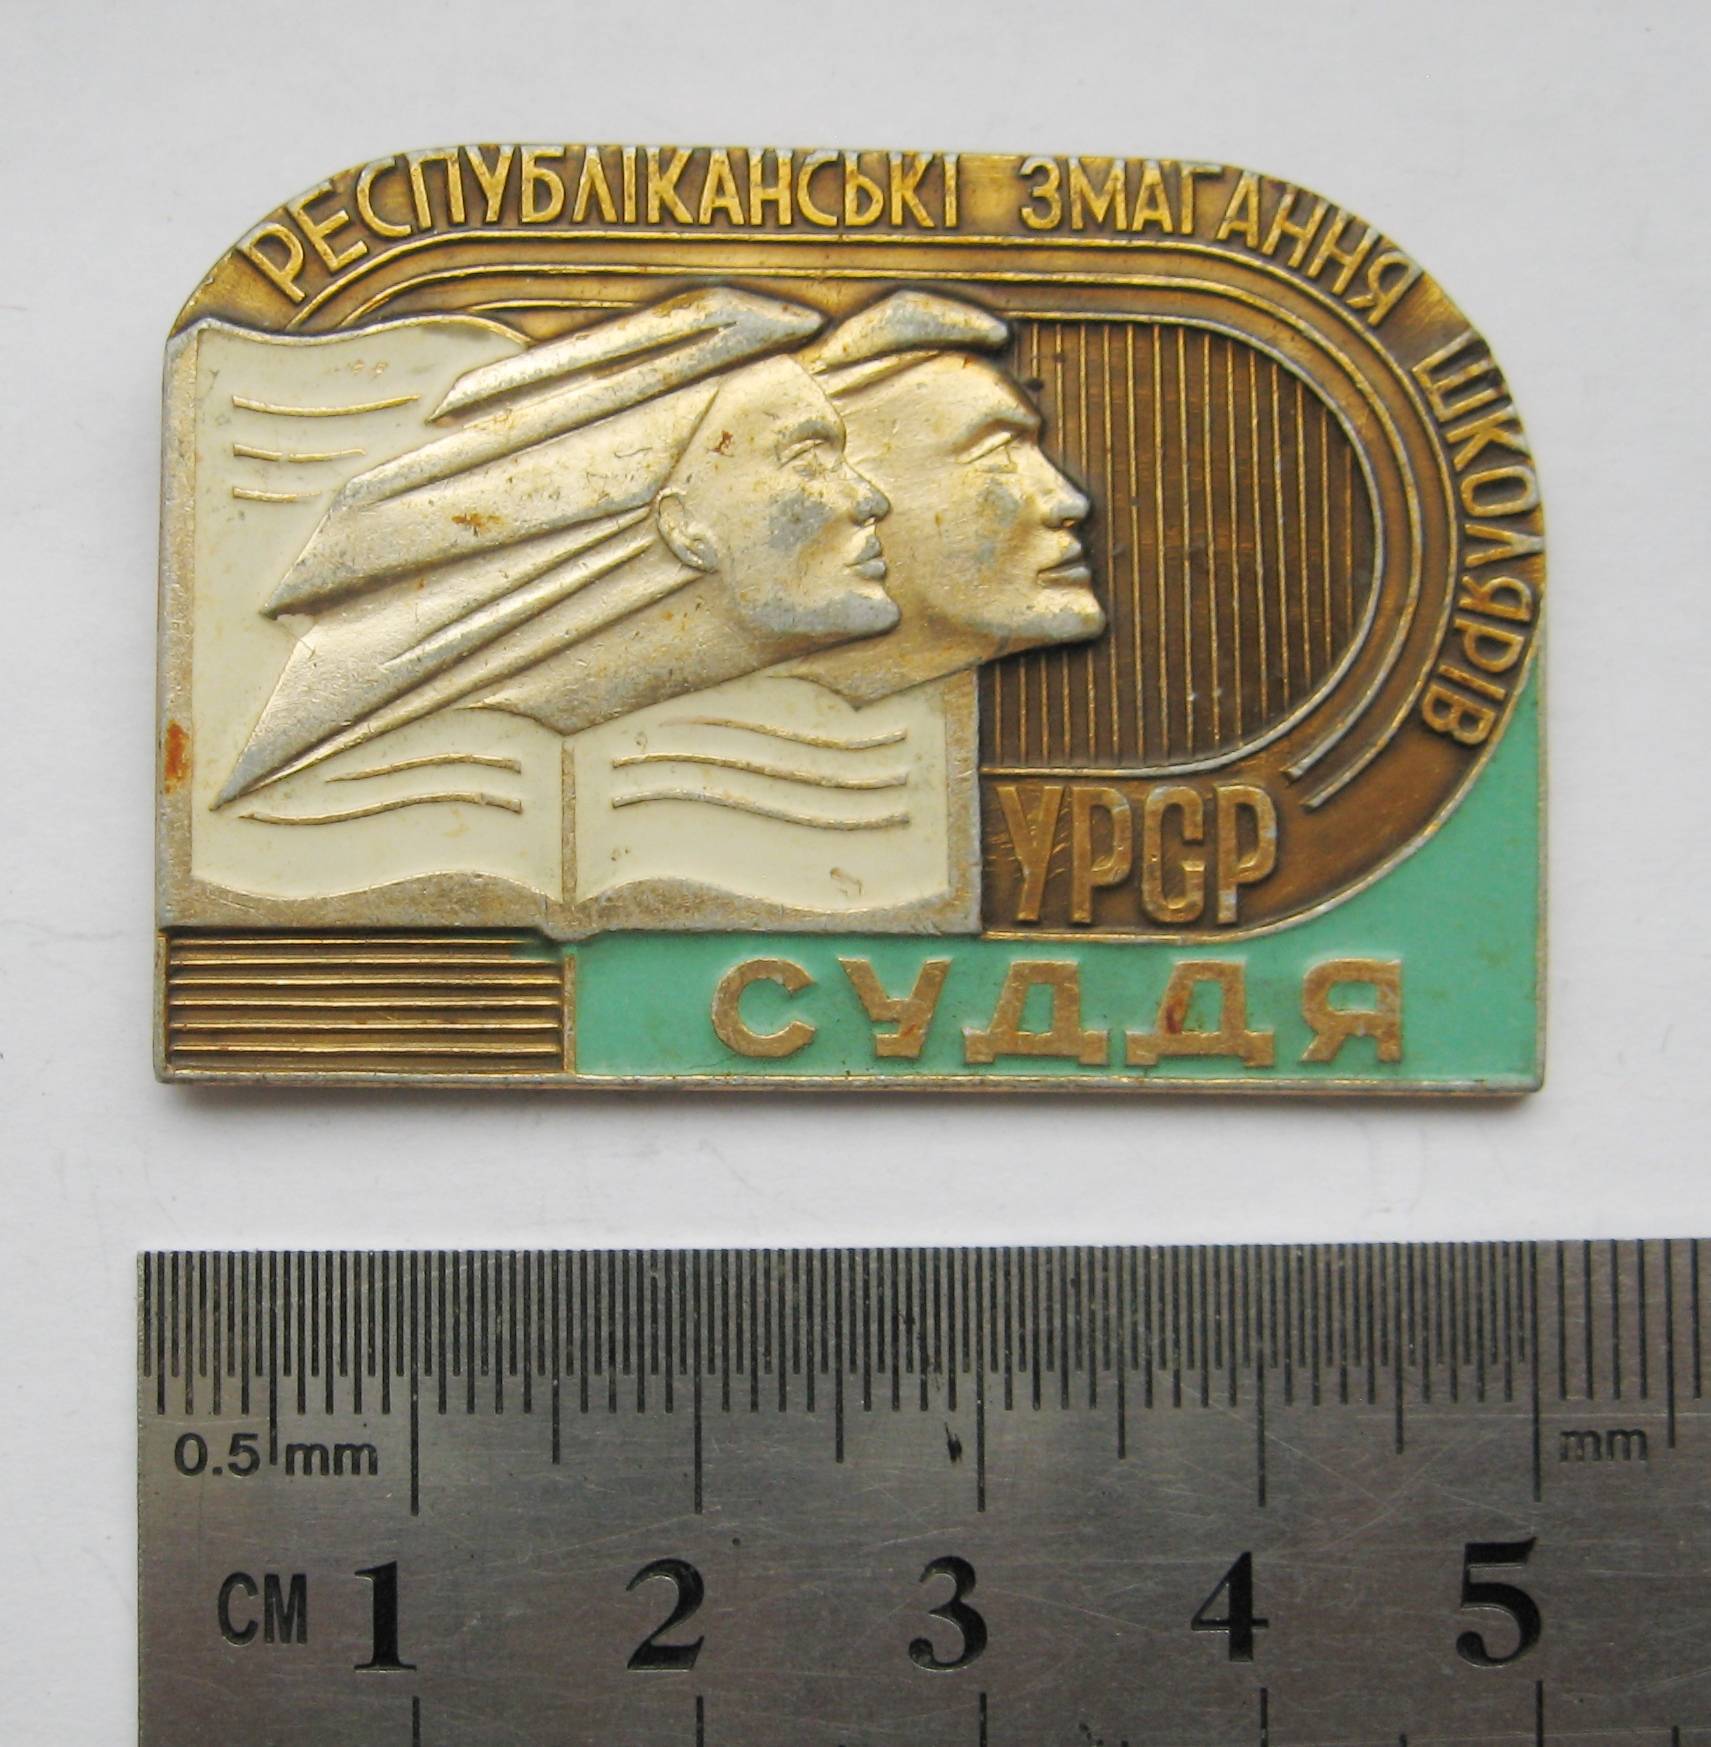 РЕСПУБЛІКАНСЬКІ ЗМАГАННЯ ШКОЛЯРІВ
УРСР
СУДДЯ
0.5 mm mm
CM 1 2 3 4 5